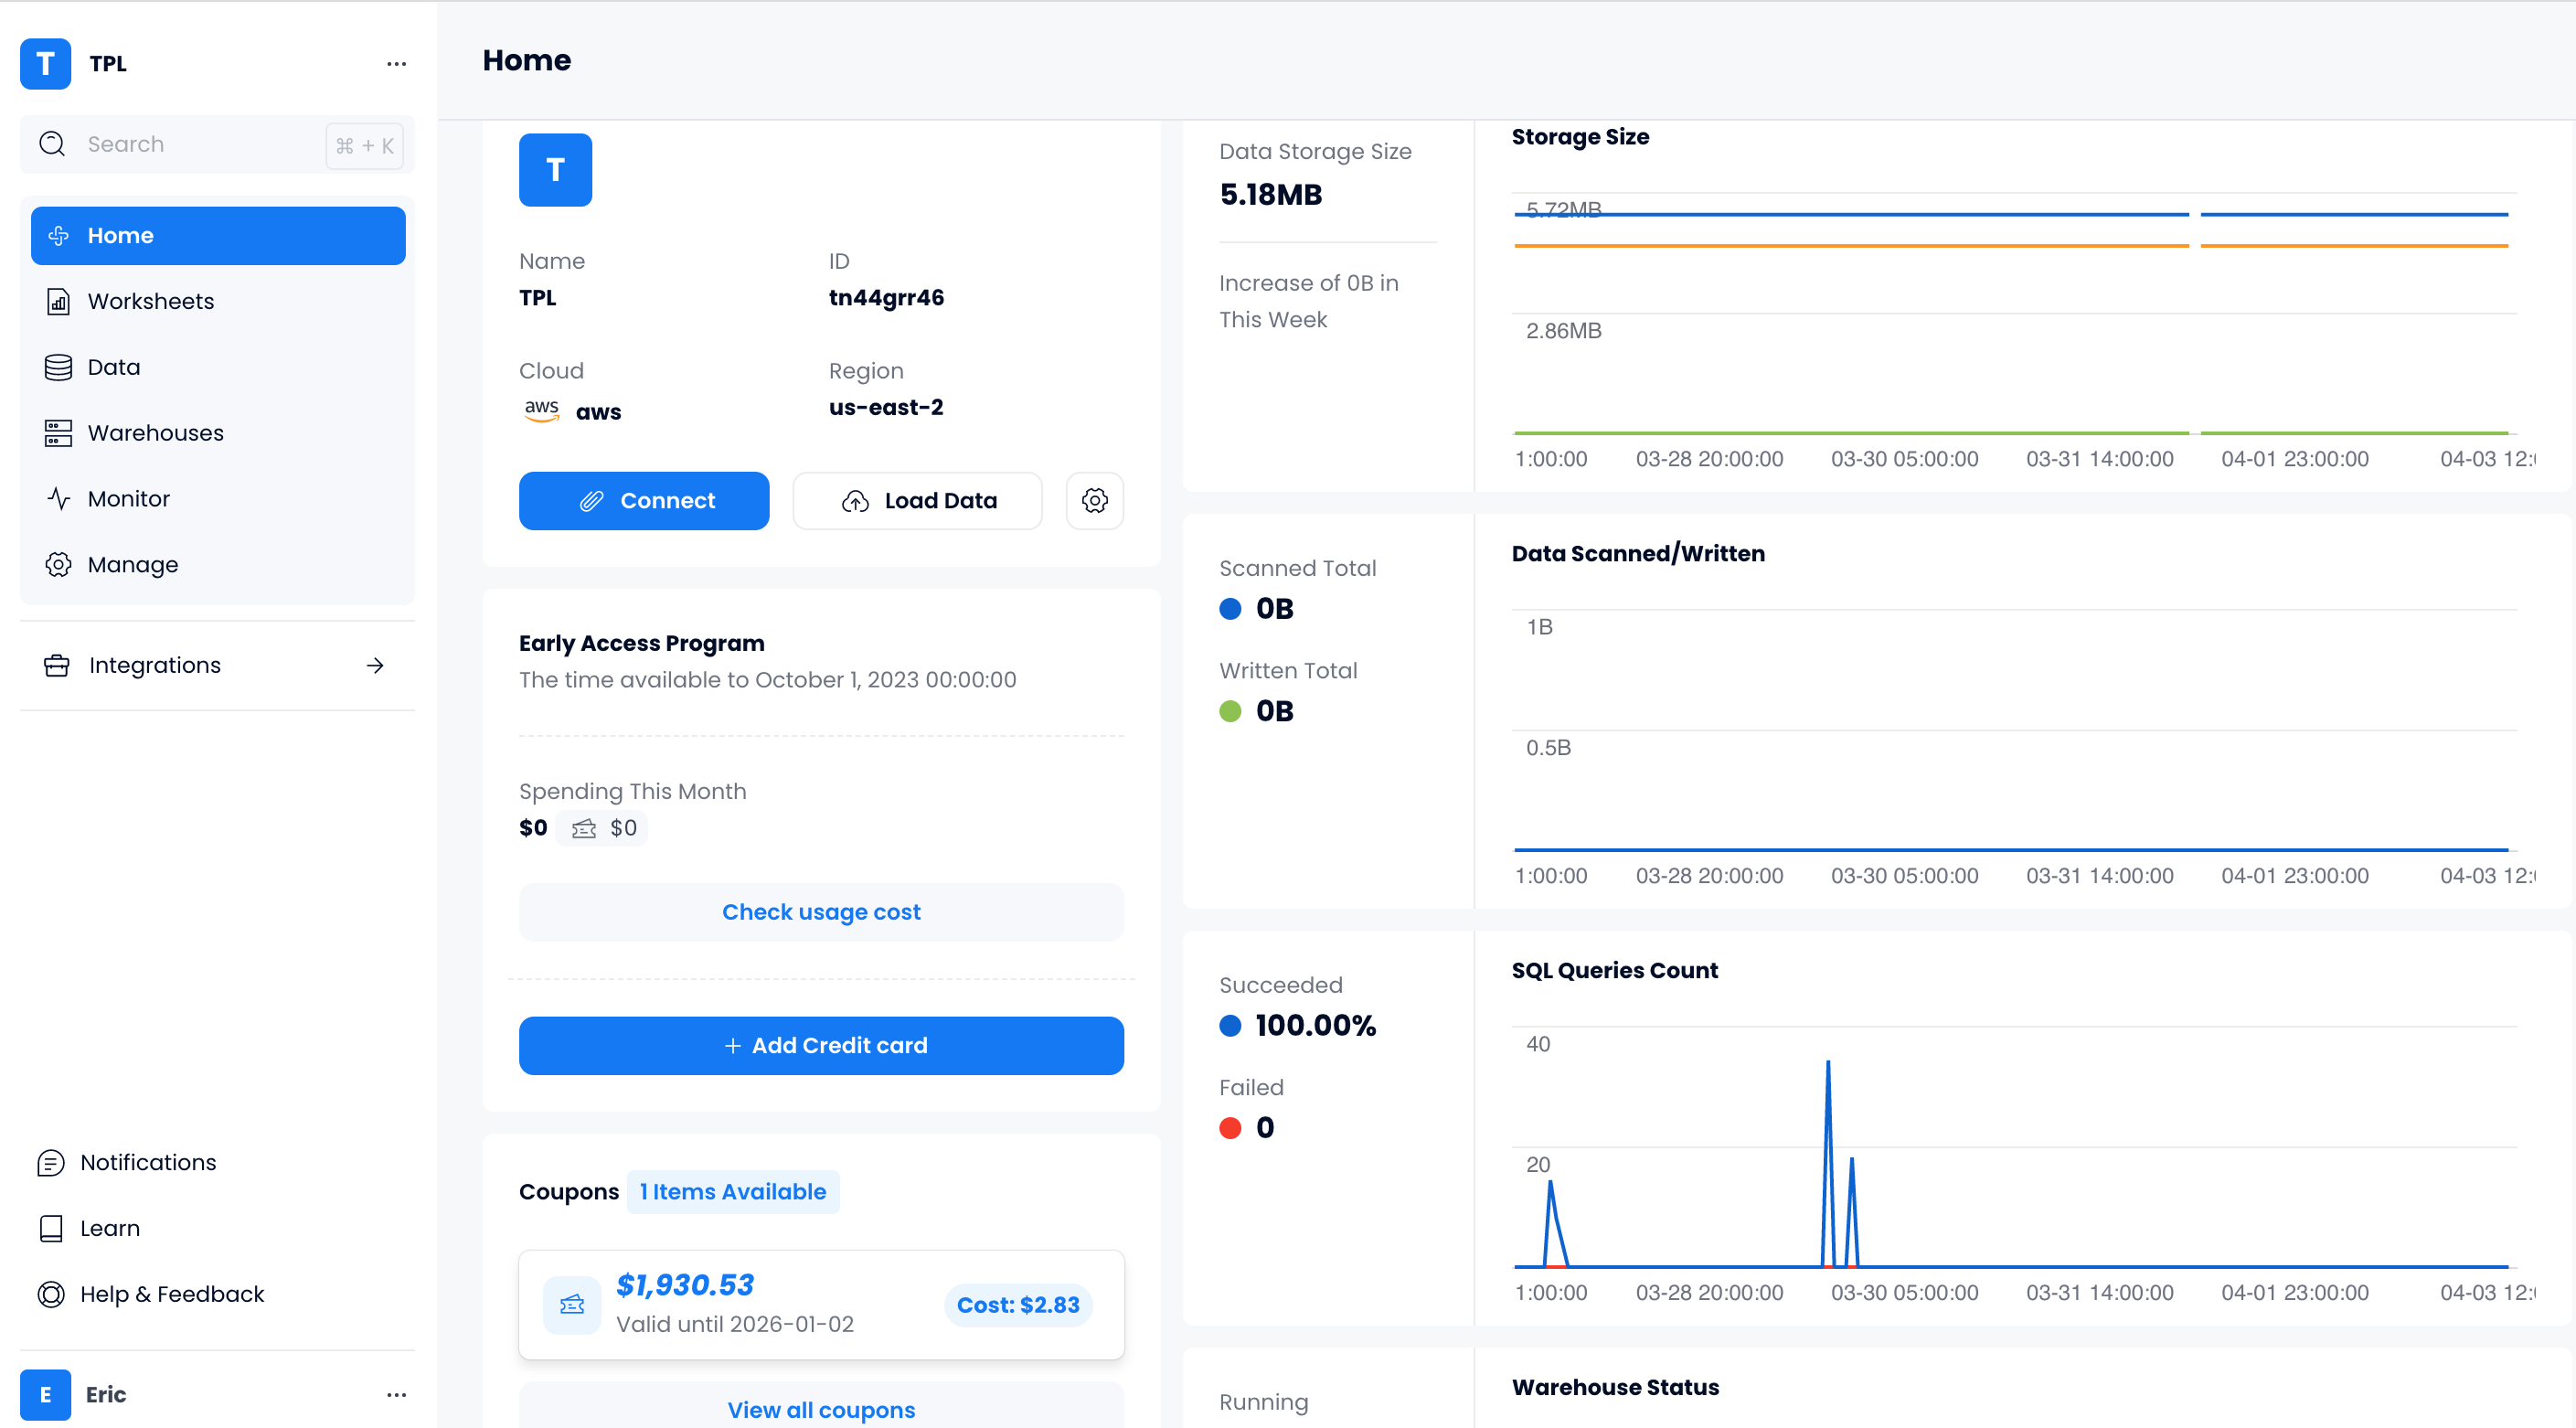 T TPL ...
Search ⌘ + K
Home
Worksheets
Data
Warehouses
Monitor
Manage
Integrations
Notifications
Learn
Help & Feedback
E Eric ...
Home
T
Name
TPL
ID
tn44grr46
Cloud
aws aws
Region
us-east-2
Connect
Load Data
Early Access Program
The time available to October 1, 2023 00:00:00
Spending This Month
$0 $0
Check usage cost
+ Add Credit card
Coupons 1 Items Available
$1,930.53
Valid until 2026-01-02
Cost: $2.83
View all coupons
Data Storage Size
5.18MB
Increase of 0B in
This Week
Storage Size
5.72MB
2.86MB
1:00:00 03-28 20:00:00 03-30 05:00:00 03-31 14:00:00 04-01 23:00:00 04-03 12:
Scanned Total
0B
Written Total
0B
Data Scanned/Written
1B
0.5B
1:00:00 03-28 20:00:00 03-30 05:00:00 03-31 14:00:00 04-01 23:00:00 04-03 12:
Succeeded
100.00%
Failed
0
SQL Queries Count
40
20
1:00:00 03-28 20:00:00 03-30 05:00:00 03-31 14:00:00 04-01 23:00:00 04-03 12:
Running
Warehouse Status